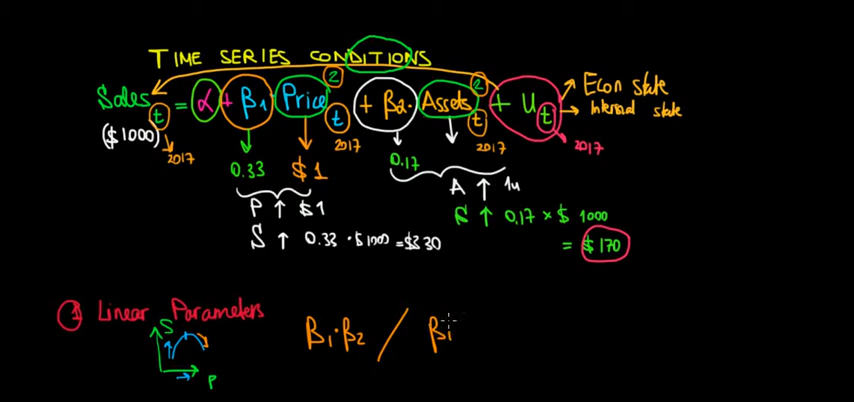 TIME SERIES CONDITIONS
Sales t = α + β1 Price 2 t + β2 · Assets 2 t + u t
Econ state
Internal state
($1000)
2017 2017 2017 2017
0.33 $1 0.17
P ↑ $1
A ↑ 1u
S ↑ 0.33 · $1000 = $330
S ↑ 0.17 × $1000
= $170
① Linear Parameters
S
P
β1 · β2 / β1